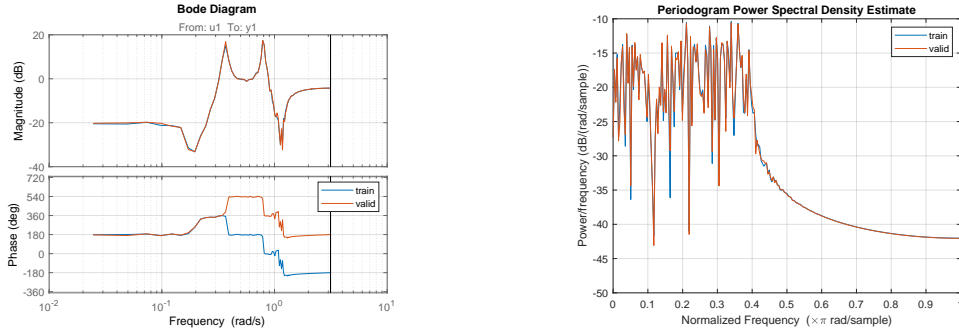 Bode Diagram
From: u1 To: y1
Magnitude (dB)
20
0
-20
-40
Phase (deg)
720
540
360
180
0
-180
-360
train
valid
10^-2
10^-1
10^0
10^1
Frequency (rad/s)
Periodogram Power Spectral Density Estimate
Power/frequency (dB/(rad/sample))
-10
-15
-20
-25
-30
-35
-40
-45
-50
train
valid
0
0.1
0.2
0.3
0.4
0.5
0.6
0.7
0.8
0.9
1
Normalized Frequency (×π rad/sample)